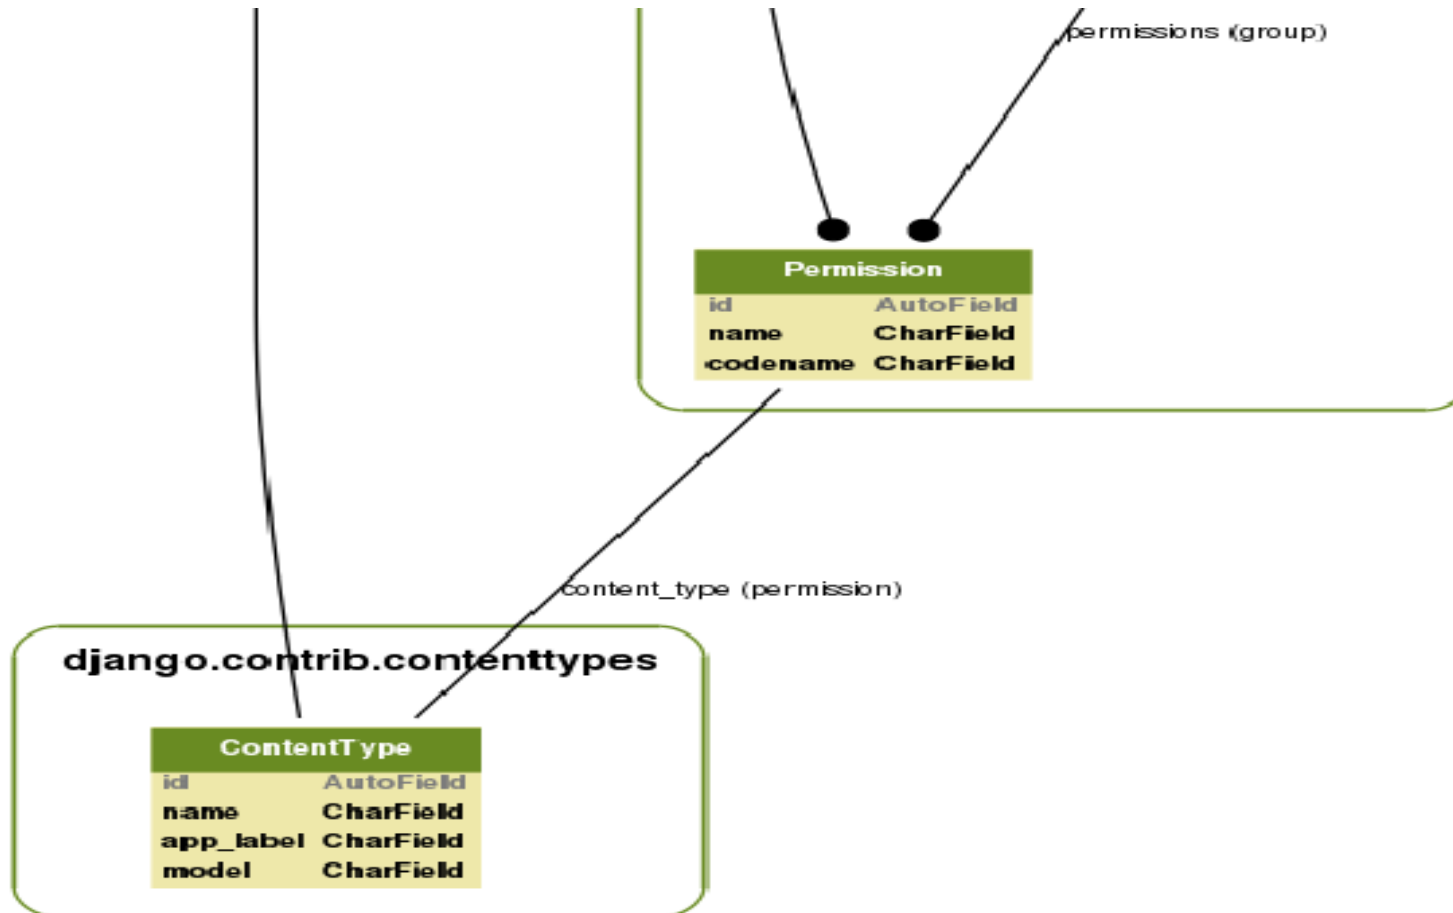 permissions (group)
Permission
id AutoField
name CharField
codename CharField
content_type (permission)
django.contrib.contenttypes
ContentType
id AutoField
name CharField
app_label CharField
model CharField